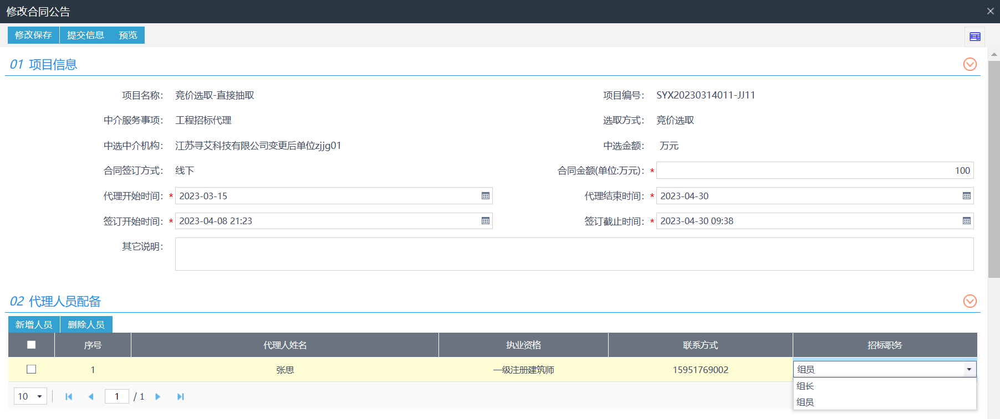 修改合同公告
修改保存 提交信息 预览
01 项目信息
项目名称： 竞价选取-直接抽取 项目编号： SYX20230314011-JJ11
中介服务事项： 工程招标代理 选取方式： 竞价选取
中选中介机构： 江苏寻艾科技有限公司变更后单位zjjg01 中选金额： 万元
合同签订方式： 线下 合同金额(单位:万元)：* 100
代理开始时间：* 2023-03-15 代理结束时间：* 2023-04-30
签订开始时间：* 2023-04-08 21:23 签订截止时间：* 2023-04-30 09:38
其它说明：
02 代理人员配备
新增人员 删除人员
序号 代理人姓名 执业资格 联系方式 招标职务
1 张思 一级注册建筑师 15951769002 组员
组长
组员
10 1 / 1